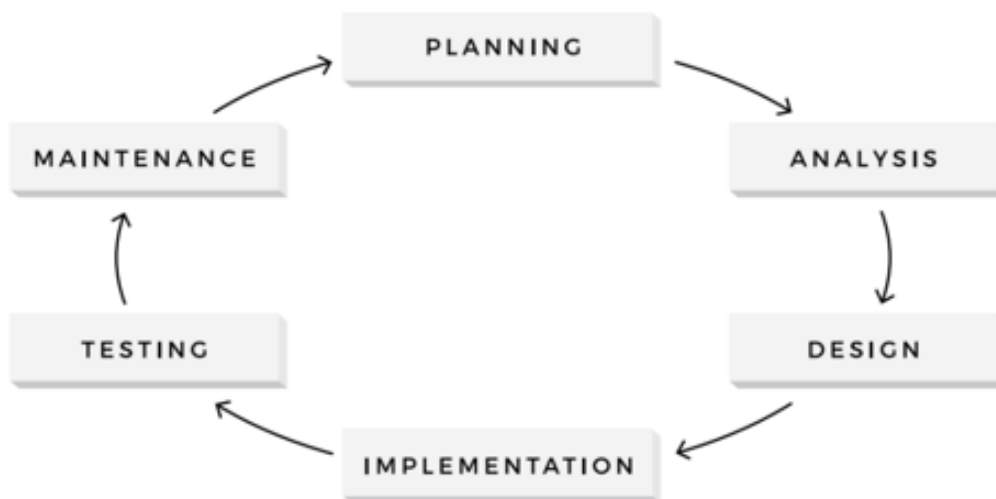 PLANNING
MAINTENANCE
ANALYSIS
TESTING
DESIGN
IMPLEMENTATION